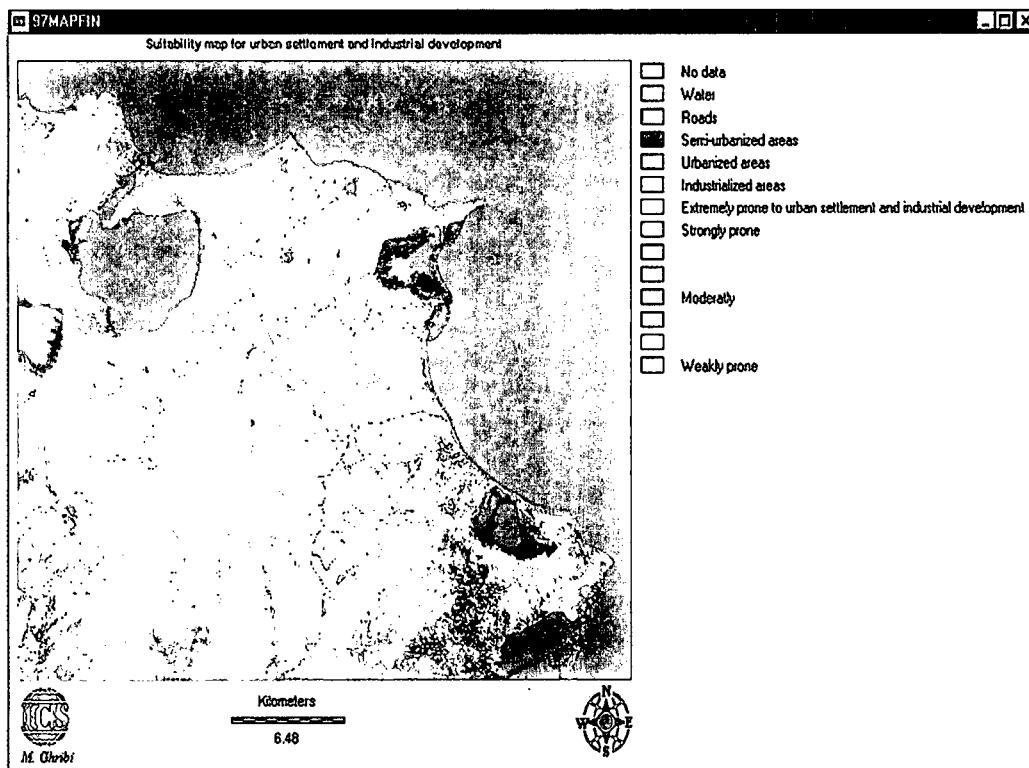 97MAPFIN
Suitability map for urban settlement and industrial development
No data
Water
Roads
Semi-urbanized areas
Urbanized areas
Industrialized areas
Extremely prone to urban settlement and industrial development
Strongly prone
Moderatly
Weakly prone
ICS
M. Ghribi
Kilometers
6.48
N
W
E
S